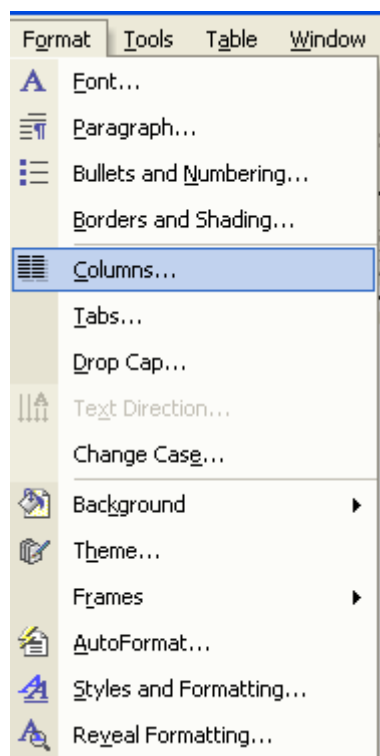 Format Tools Table Window
Font...
Paragraph...
Bullets and Numbering...
Borders and Shading...
Columns...
Tabs...
Drop Cap...
Text Direction...
Change Case...
Background
Theme...
Frames
AutoFormat...
Styles and Formatting...
Reveal Formatting...